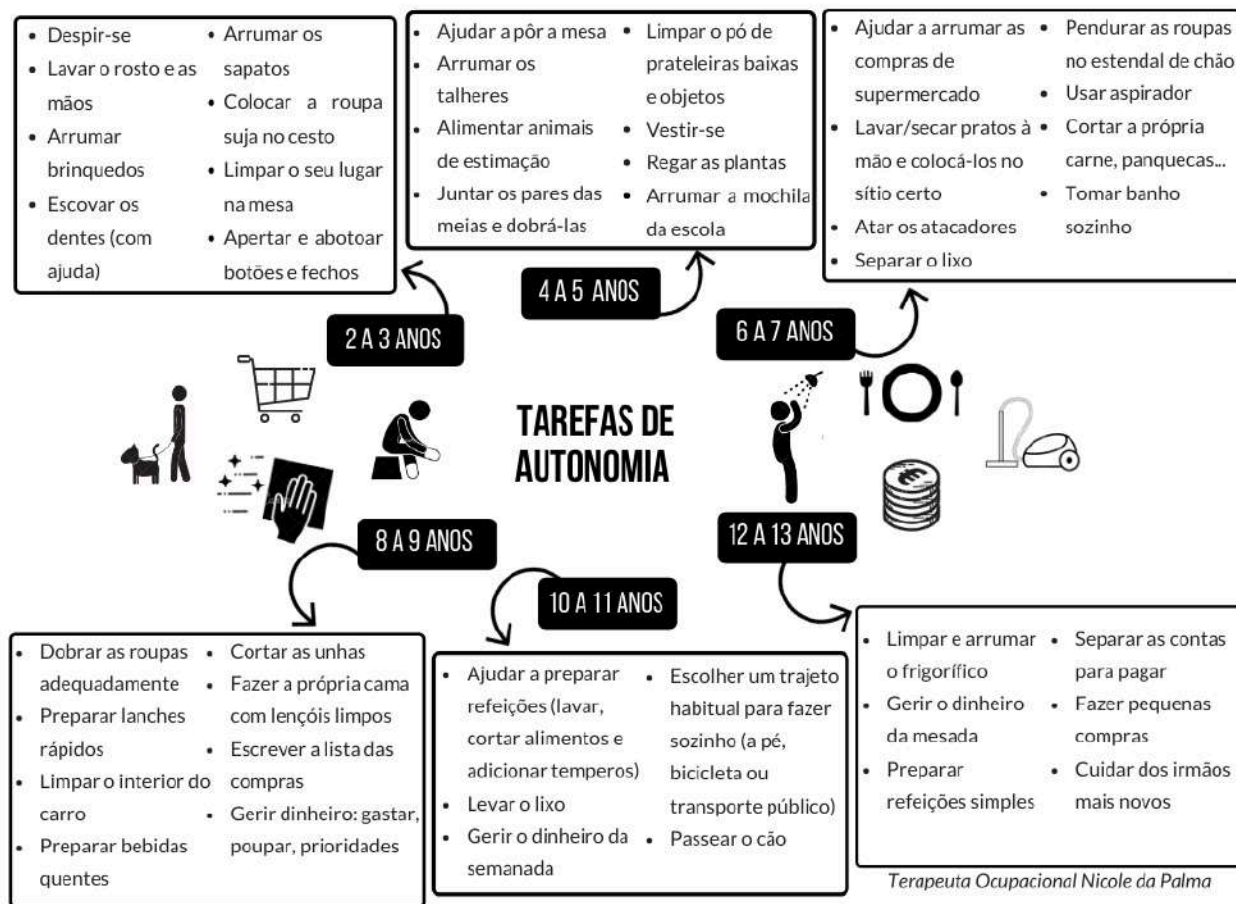 • Despir-se
• Lavar o rosto e as
mãos
• Arrumar
brinquedos
• Escovar os
dentes (com
ajuda)
• Arrumar os
sapatos
• Colocar a roupa
suja no cesto
• Limpar o seu lugar
na mesa
• Apertar e abotoar
botões e fechos
2 A 3 ANOS
• Ajudar a pôr a mesa
• Arrumar os
talheres
• Alimentar animais
de estimação
• Juntar os pares das
meias e dobrá-las
• Limpar o pó de
prateleiras baixas
e objetos
• Vestir-se
• Regar as plantas
• Arrumar a mochila
da escola
4 A 5 ANOS
• Ajudar a arrumar as
compras de
supermercado
• Lavar/secar pratos à
mão e colocá-los no
sítio certo
• Atar os atacadores
• Separar o lixo
• Pendurar as roupas
no estendal de chão
• Usar aspirador
• Cortar a própria
carne, panquecas...
• Tomar banho
sozinho
6 A 7 ANOS
TAREFAS DE
AUTONOMIA
8 A 9 ANOS
• Dobrar as roupas
adequadamente
• Preparar lanches
rápidos
• Limpar o interior do
carro
• Preparar bebidas
quentes
• Cortar as unhas
• Fazer a própria cama
com lençóis limpos
• Escrever a lista das
compras
• Gerir dinheiro: gastar,
poupar, prioridades
10 A 11 ANOS
• Ajudar a preparar
refeições (lavar,
cortar alimentos e
adicionar temperos)
• Levar o lixo
• Gerir o dinheiro da
semanada
• Escolher um trajeto
habitual para fazer
sozinho (a pé,
bicicleta ou
transporte público)
• Passear o cão
12 A 13 ANOS
• Limpar e arrumar
o frigorífico
• Gerir o dinheiro
da mesada
• Preparar
refeições simples
• Separar as contas
para pagar
• Fazer pequenas
compras
• Cuidar dos irmãos
mais novos
Terapeuta Ocupacional Nicole da Palma